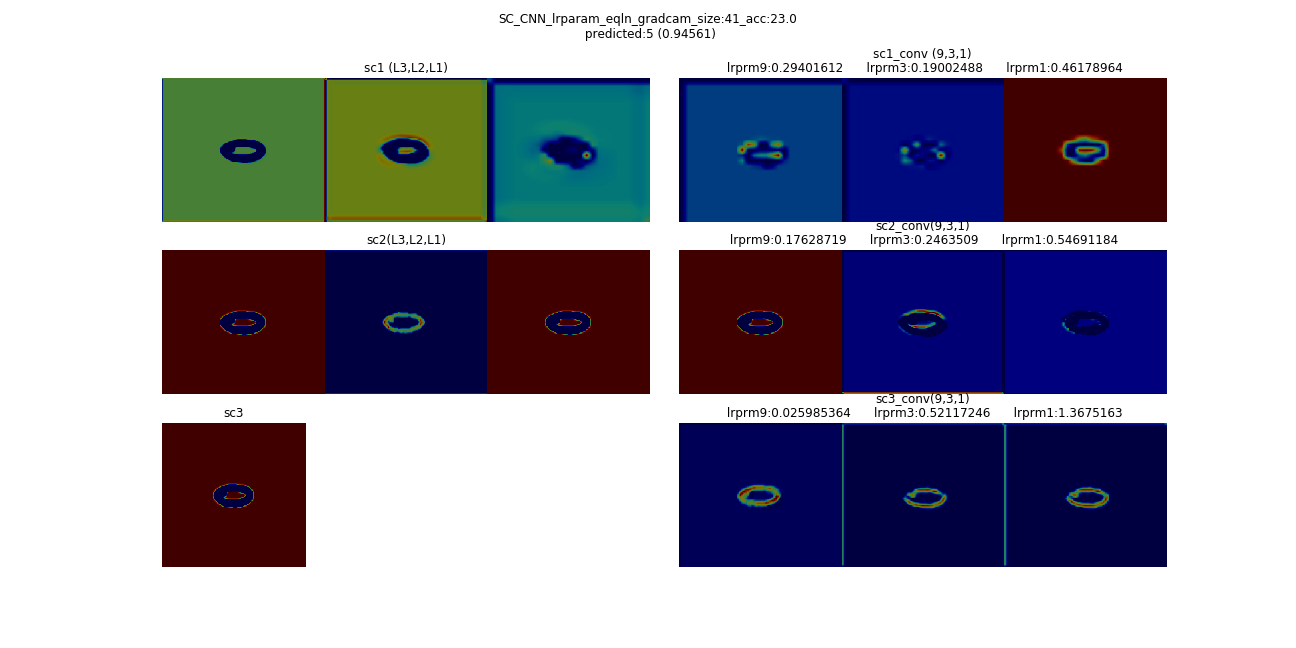 SC_CNN_lrparam_eqln_gradcam_size:41_acc:23.0
predicted:5 (0.94561)
sc1 (L3,L2,L1)
sc1_conv (9,3,1)
lrprm9:0.29401612 lrprm3:0.19002488 lrprm1:0.46178964
sc2(L3,L2,L1)
sc2_conv(9,3,1)
lrprm9:0.17628719 lrprm3:0.2463509 lrprm1:0.54691184
sc3
sc3_conv(9,3,1)
lrprm9:0.025985364 lrprm3:0.52117246 lrprm1:1.3675163